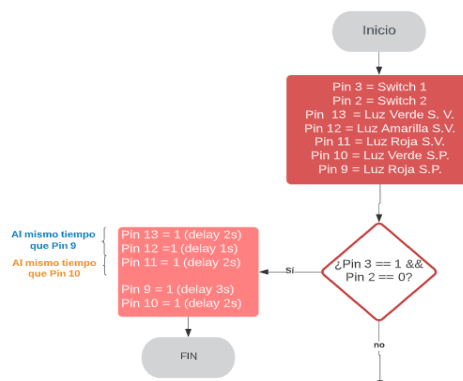 Inicio
Pin 3 = Switch 1
Pin 2 = Switch 2
Pin 13 = Luz Verde S. V.
Pin 12 = Luz Amarilla S.V.
Pin 11 = Luz Roja S.V.
Pin 10 = Luz Verde S.P.
Pin 9 = Luz Roja S.P.
¿Pin 3 == 1 &&
Pin 2 == 0?
Sí
no
Al mismo tiempo
que Pin 9
Al mismo tiempo
que Pin 10
Pin 13 = 1 (delay 2s)
Pin 12 =1 (delay 1s)
Pin 11 = 1 (delay 2s)
Pin 9 = 1 (delay 3s)
Pin 10 = 1 (delay 2s)
FIN